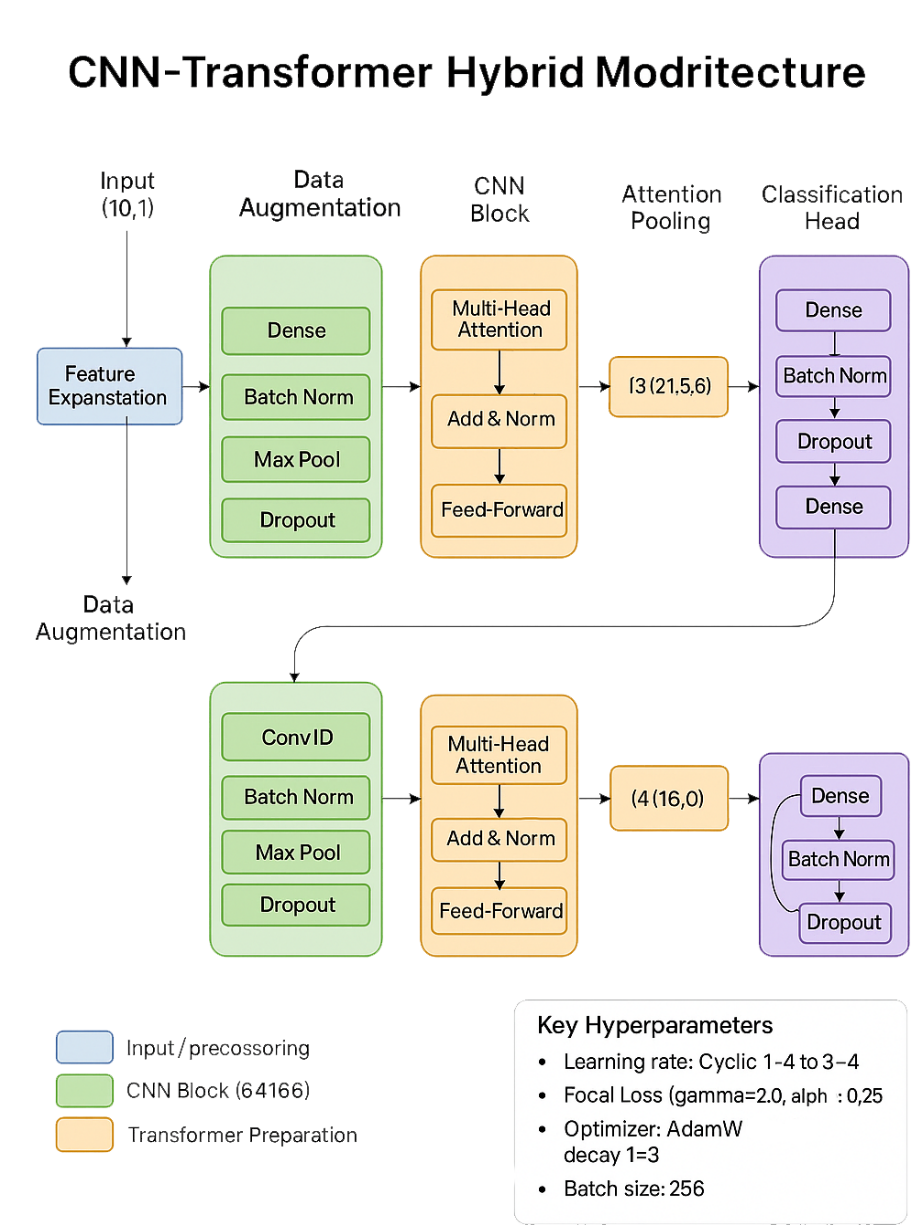 CNN-Transformer Hybrid Modritecture
Input
(10,1)
Data
Augmentation
CNN
Block
Attention
Pooling
Classification
Head
Feature
Expanstation
Data
Augmentation
Dense
Batch Norm
Max Pool
Dropout
Multi-Head
Attention
Add & Norm
Feed-Forward
(3 (21,5,6)
Dense
Batch Norm
Dropout
Dense
ConvID
Batch Norm
Max Pool
Dropout
Multi-Head
Attention
Add & Norm
Feed-Forward
(4 (16,0)
Dense
Batch Norm
Dropout
Input / precossoring
CNN Block (64166)
Transformer Preparation
Key Hyperparameters
• Learning rate: Cyclic 1-4 to 3-4
• Focal Loss (gamma=2.0, alph : 0,25
• Optimizer: AdamW
decay 1=3
• Batch size: 256